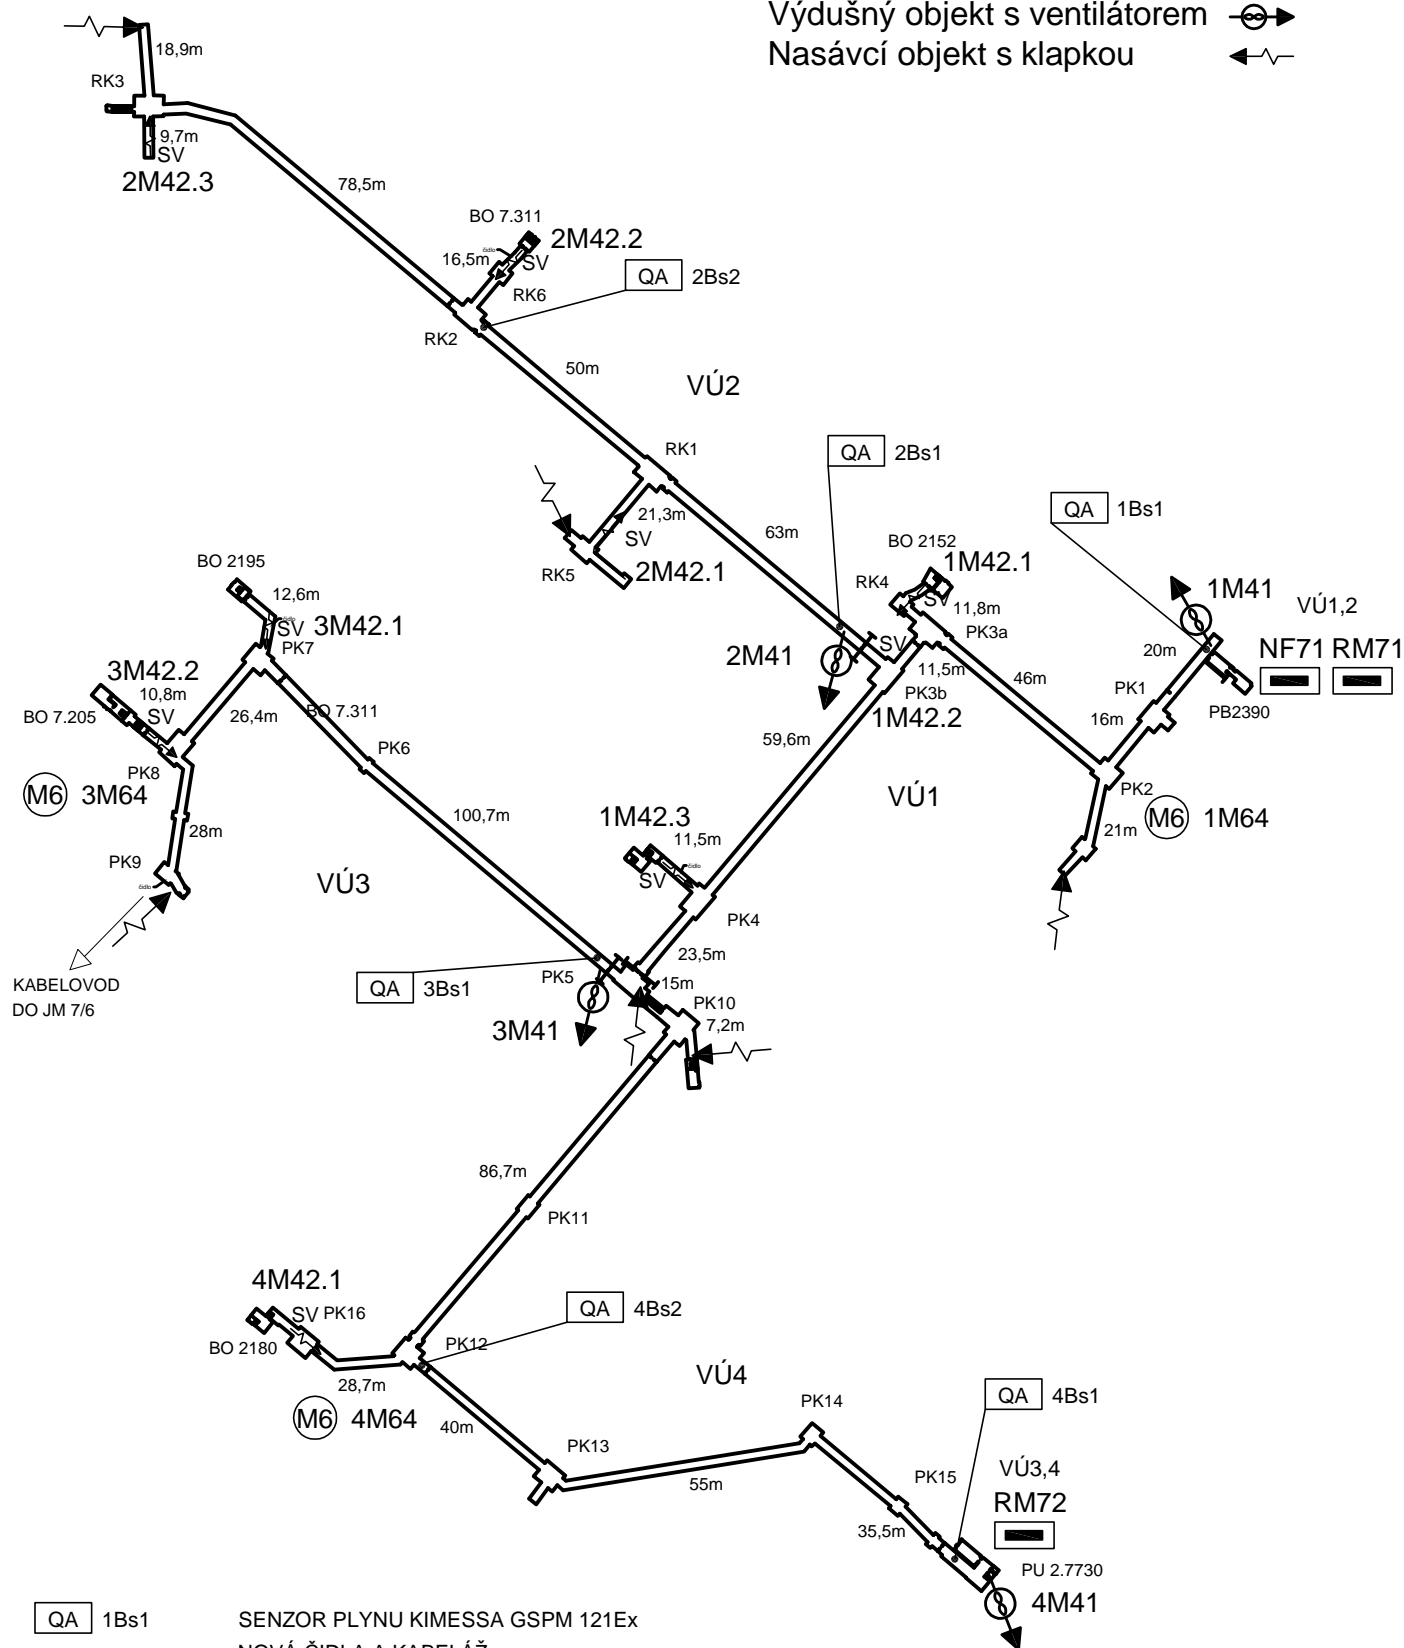 Výdušný objekt s ventilátorem
Nasávcí objekt s klapkou
18,9m
RK3
9,7m
SV
2M42.3
78,5m
BO 7.311
2M42.2
čidlo
16,5m
SV
RK6
QA 2Bs2
RK2
50m
VÚ2
RK1
QA 2Bs1
21,3m
63m
SV
RK5
2M42.1
QA 1Bs1
BO 2152
1M42.1
RK4
SV
11,8m
PK3a
SV
11,5m
46m
2M41
PK3b
1M42.2
1M41
VÚ1,2
20m
NF71 RM71
PK1
PB2390
16m
PK2
M6 1M64
21m
BO 2195
12,6m
čidlo
SV
3M42.1
PK7
3M42.2
10,8m
SV
BO 7.205
26,4m
BO 7.311
PK6
PK8
M6 3M64
28m
PK9
čidlo
100,7m
59,6m
VÚ1
1M42.3
11,5m
čidlo
SV
VÚ3
PK4
23,5m
KABELOVOD
DO JM 7/6
QA 3Bs1
PK5
15m
PK10
7,2m
3M41
86,7m
PK11
4M42.1
SV PK16
BO 2180
QA 4Bs2
PK12
28,7m
M6 4M64
40m
VÚ4
PK13
55m
PK14
QA 4Bs1
PK15
VÚ3,4
RM72
35,5m
PU 2.7730
4M41
QA 1Bs1
SENZOR PLYNU KIMESSA GSPM 121Ex
NOVÁ ČIDLA A KABELÁŽ